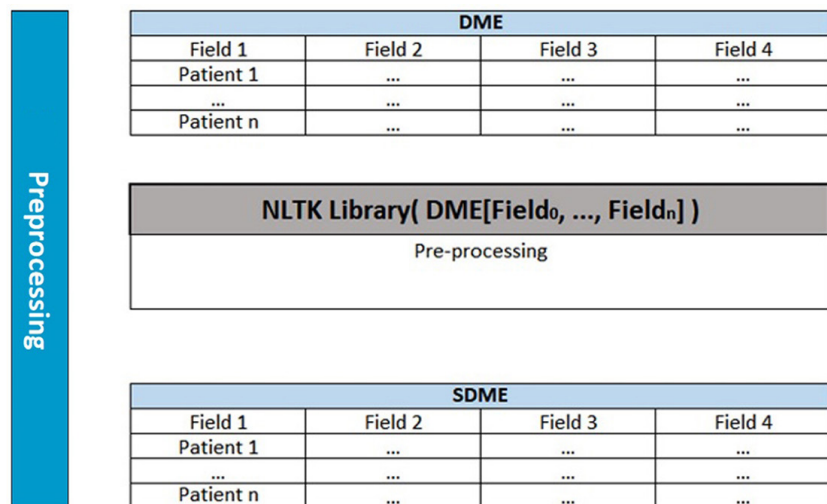 Preprocessing
DME
Field 1 Field 2 Field 3 Field 4
Patient 1 ... ... ...
... ... ... ...
Patient n ... ... ...
NLTK Library( DME[Field₀, ..., Fieldₙ] )
Pre-processing
SDME
Field 1 Field 2 Field 3 Field 4
Patient 1 ... ... ...
... ... ... ...
Patient n ... ... ...